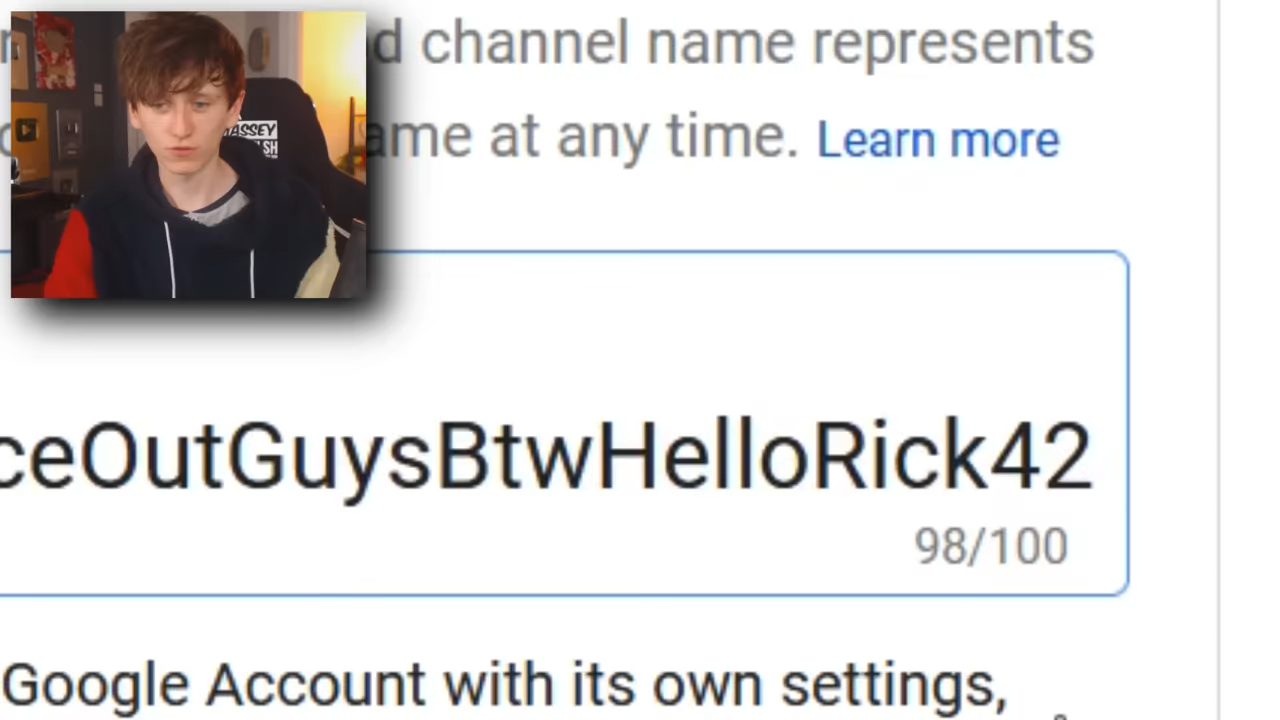 d channel name represents
ame at any time. Learn more
ceOutGuysBtwHelloRick42
98/100
Google Account with its own settings,